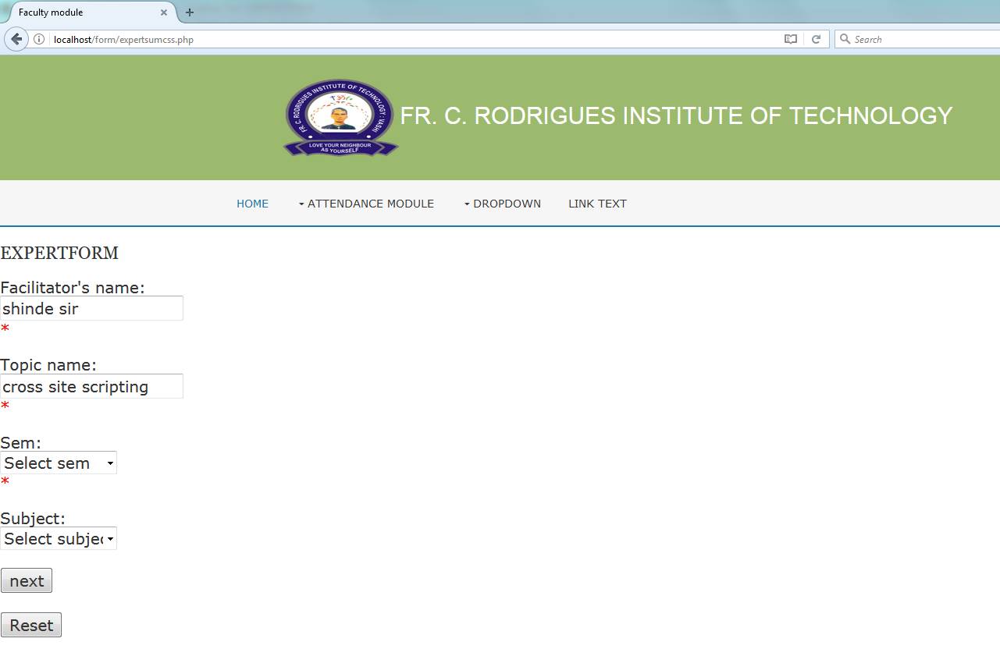 Faculty module
localhost/form/expertsumcss.php
Search
FR. C. RODRIGUES INSTITUTE OF TECHNOLOGY : VASHI
LOVE YOUR NEIGHBOUR
AS YOURSELF
FR. C. RODRIGUES INSTITUTE OF TECHNOLOGY
HOME ATTENDANCE MODULE DROPDOWN LINK TEXT
EXPERTFORM
Facilitator's name:
shinde sir
*
Topic name:
cross site scripting
*
Sem:
Select sem
*
Subject:
Select subjec
next
Reset